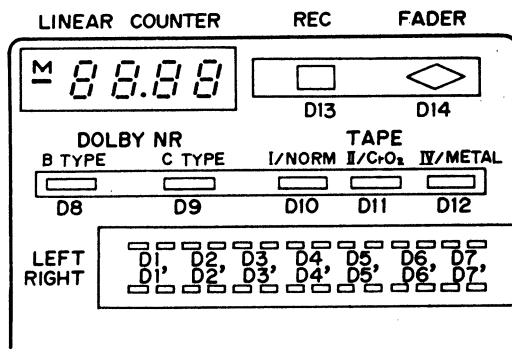 LINEAR COUNTER REC FADER
M 88.88
D13 D14
DOLBY NR TAPE
B TYPE C TYPE I/NORM II/CrO₂ IV/METAL
D8 D9 D10 D11 D12
LEFT D1 D2 D3 D4 D5 D6 D7
RIGHT D1' D2' D3' D4' D5' D6' D7'